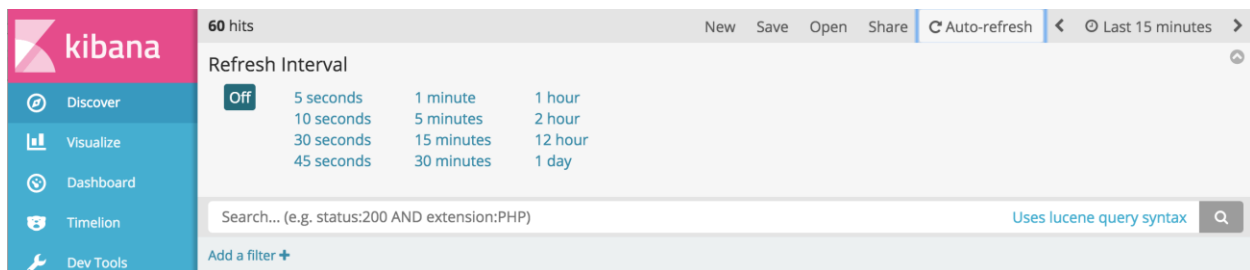 kibana
Discover
Visualize
Dashboard
Timelion
Dev Tools
60 hits New Save Open Share Auto-refresh Last 15 minutes
Refresh Interval
Off 5 seconds 1 minute 1 hour
10 seconds 5 minutes 2 hour
30 seconds 15 minutes 12 hour
45 seconds 30 minutes 1 day
Search... (e.g. status:200 AND extension:PHP) Uses lucene query syntax
Add a filter +